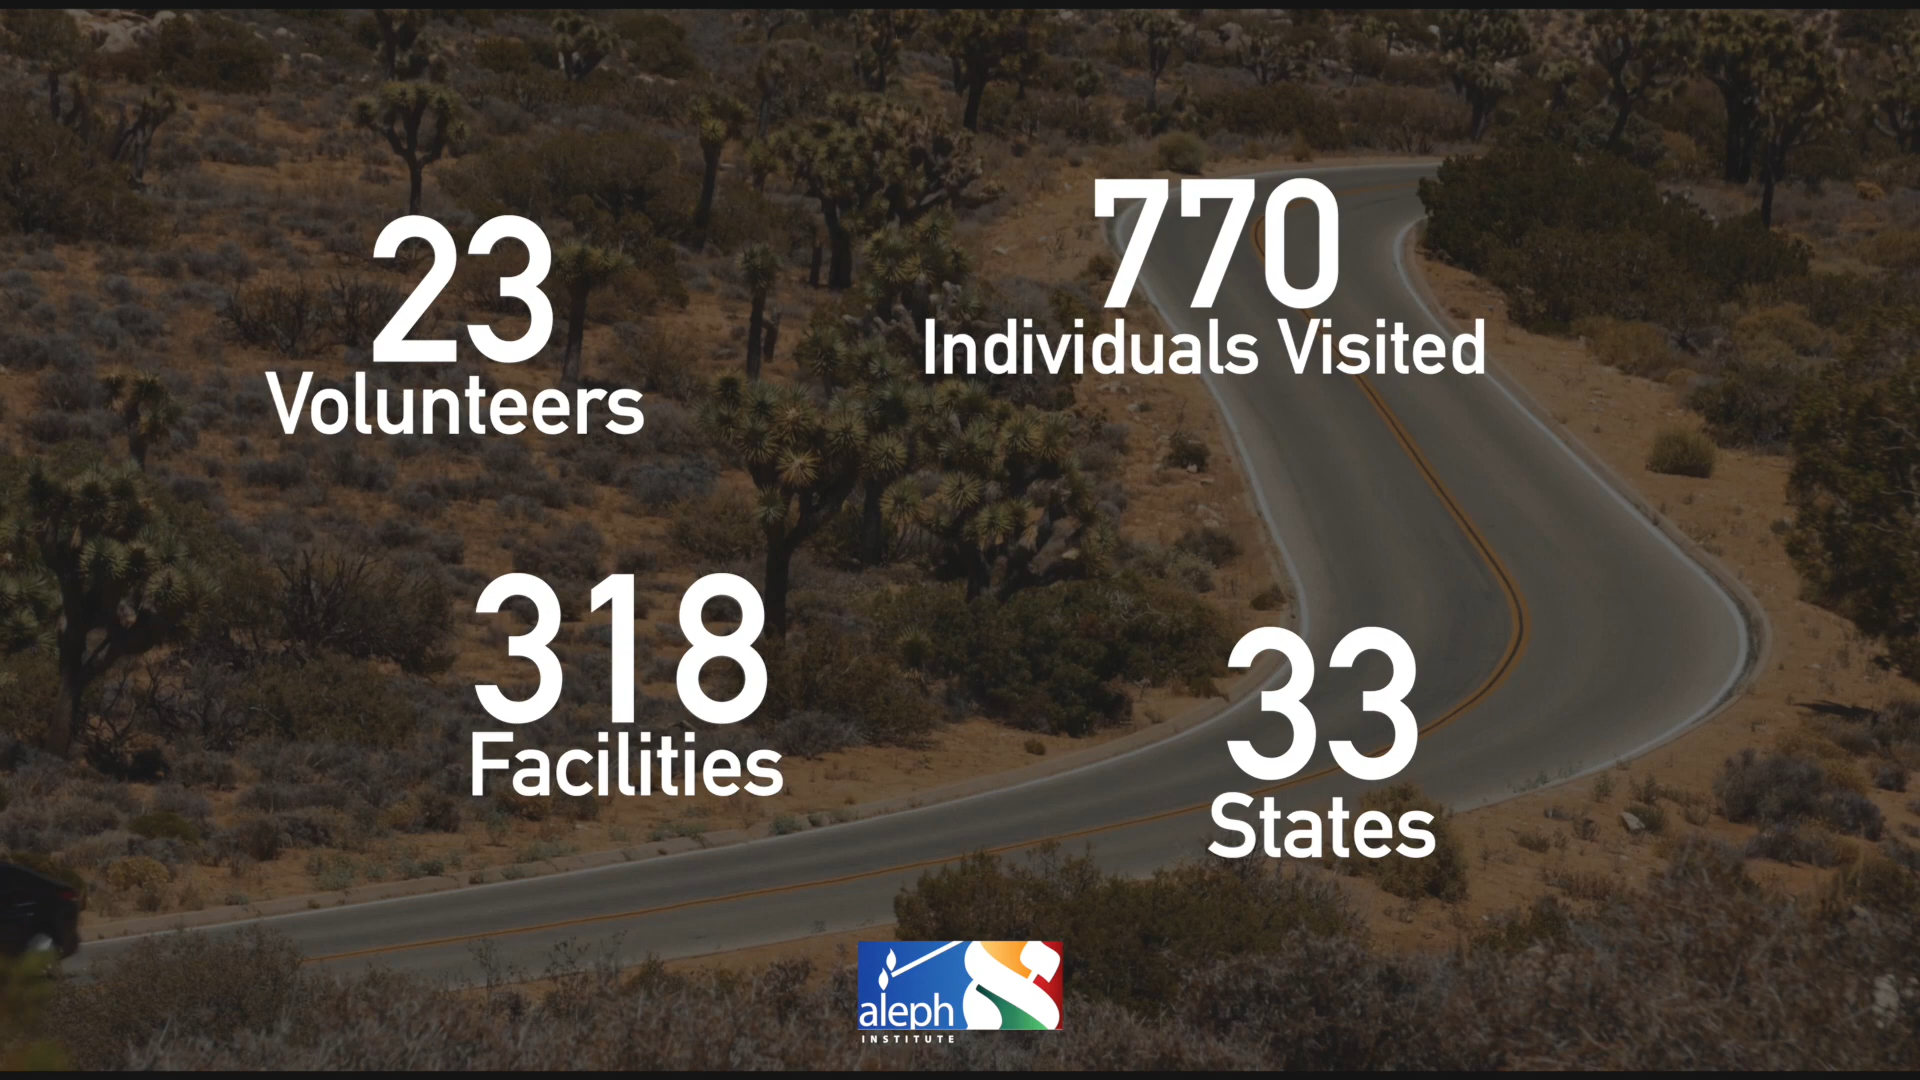 23
Volunteers
770
Individuals Visited
318
Facilities
33
States
aleph
INSTITUTE